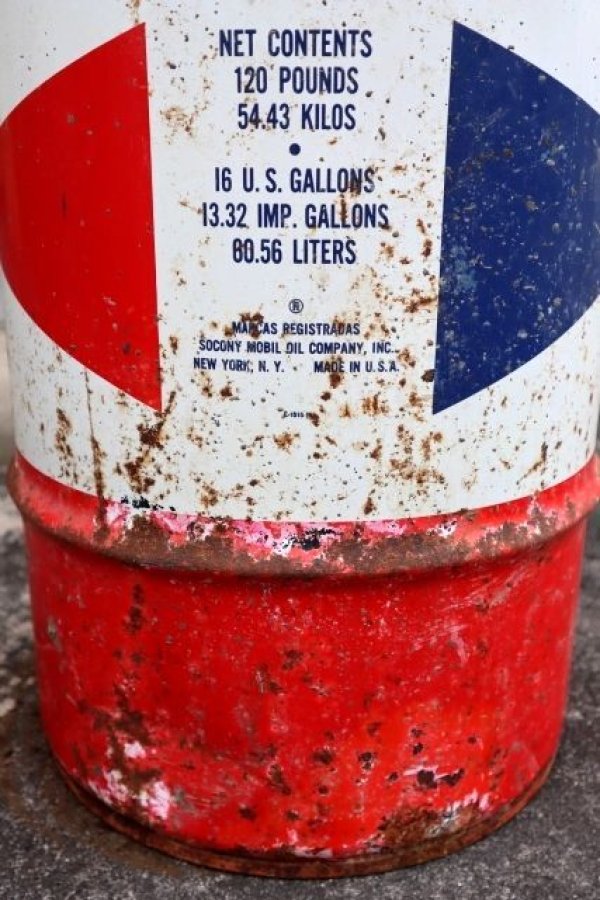 NET CONTENTS
120 POUNDS
54.43 KILOS
•
16 U.S. GALLONS
13.32 IMP. GALLONS
60.56 LITERS
®
MARCAS REGISTRADAS
SOCONY MOBIL OIL COMPANY, INC.
NEW YORK, N. Y. MADE IN U.S.A.